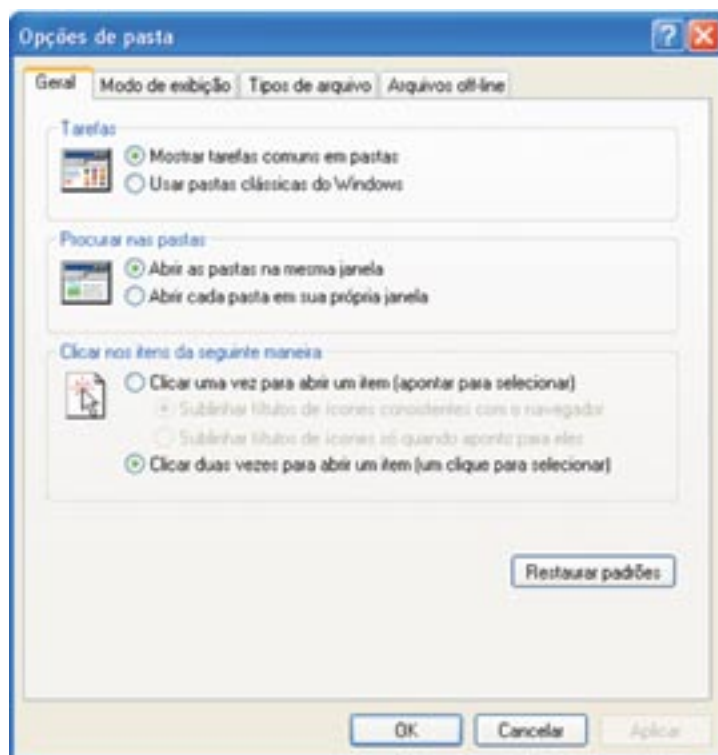 Opções de pasta
Geral Modo de exibição Tipos de arquivo Arquivos off-line
Tarefas
Mostrar tarefas comuns em pastas
Usar pastas clássicas do Windows
Procurar nas pastas
Abrir as pastas na mesma janela
Abrir cada pasta em sua própria janela
Clicar nos itens da seguinte maneira
Clicar uma vez para abrir um item (apontar para selecionar)
Sublinhar títulos de ícones consistentes com o navegador
Sublinhar títulos de ícones só quando aponto para eles
Clicar duas vezes para abrir um item (um clique para selecionar)
Restaurar padrões
OK Cancelar Aplicar